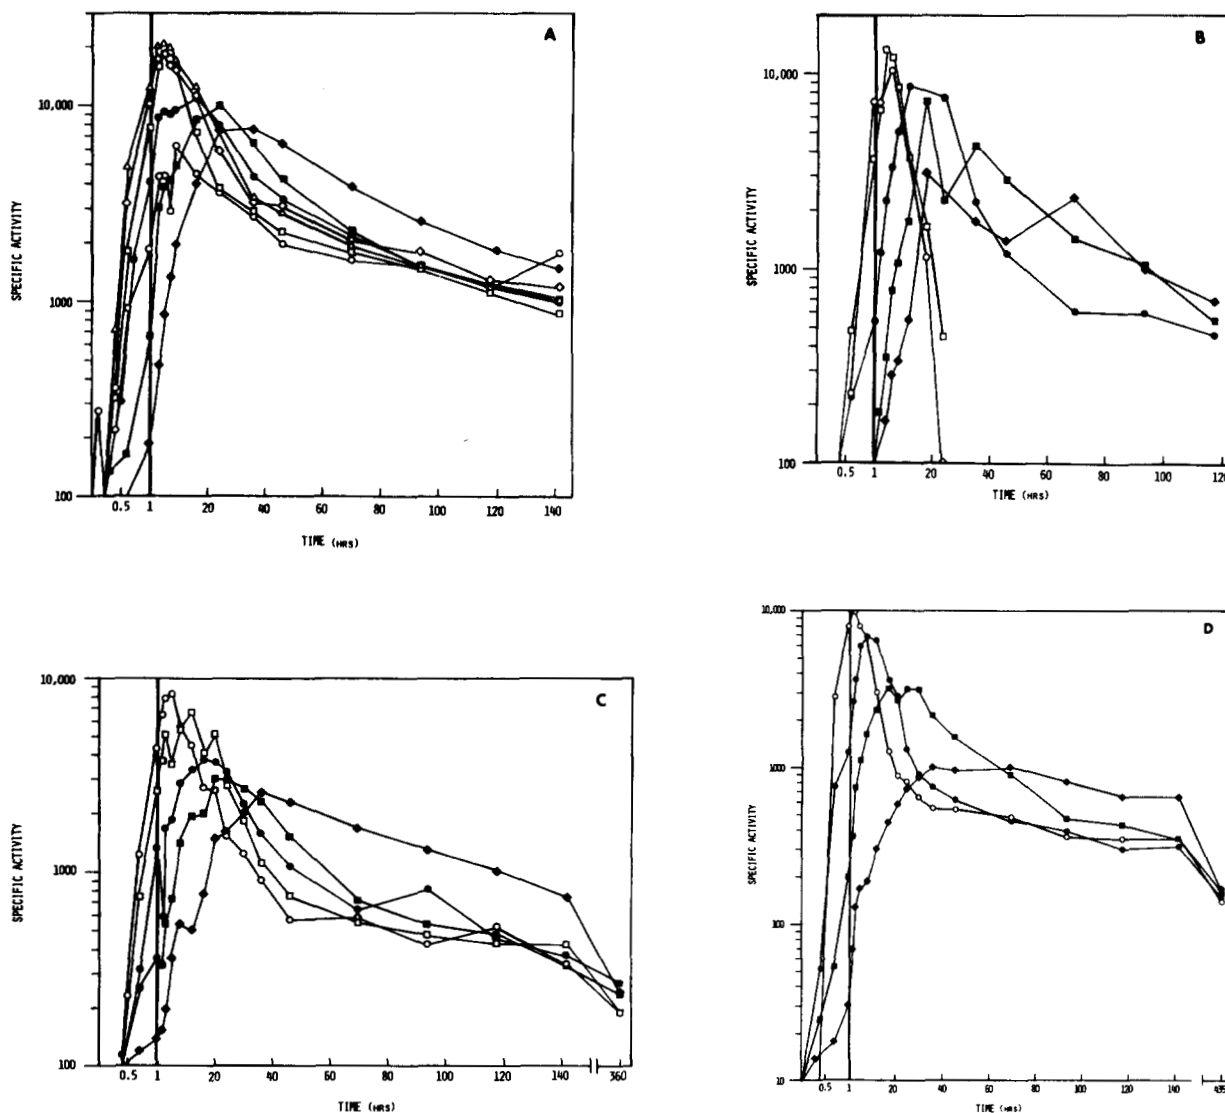 A
10,000
1000
100
SPECIFIC ACTIVITY
0.5 1 20 40 60 80 100 120 140
TIME (HRS)
B
10,000
1000
100
SPECIFIC ACTIVITY
0.5 1 20 40 60 80 100 120
TIME (HRS)
C
10,000
1000
100
SPECIFIC ACTIVITY
0.5 1 20 40 60 80 100 120 140 360
TIME (HRS)
D
10,000
1000
100
10
SPECIFIC ACTIVITY
0.5 1 20 40 60 80 100 120 140 435
TIME (HRS)